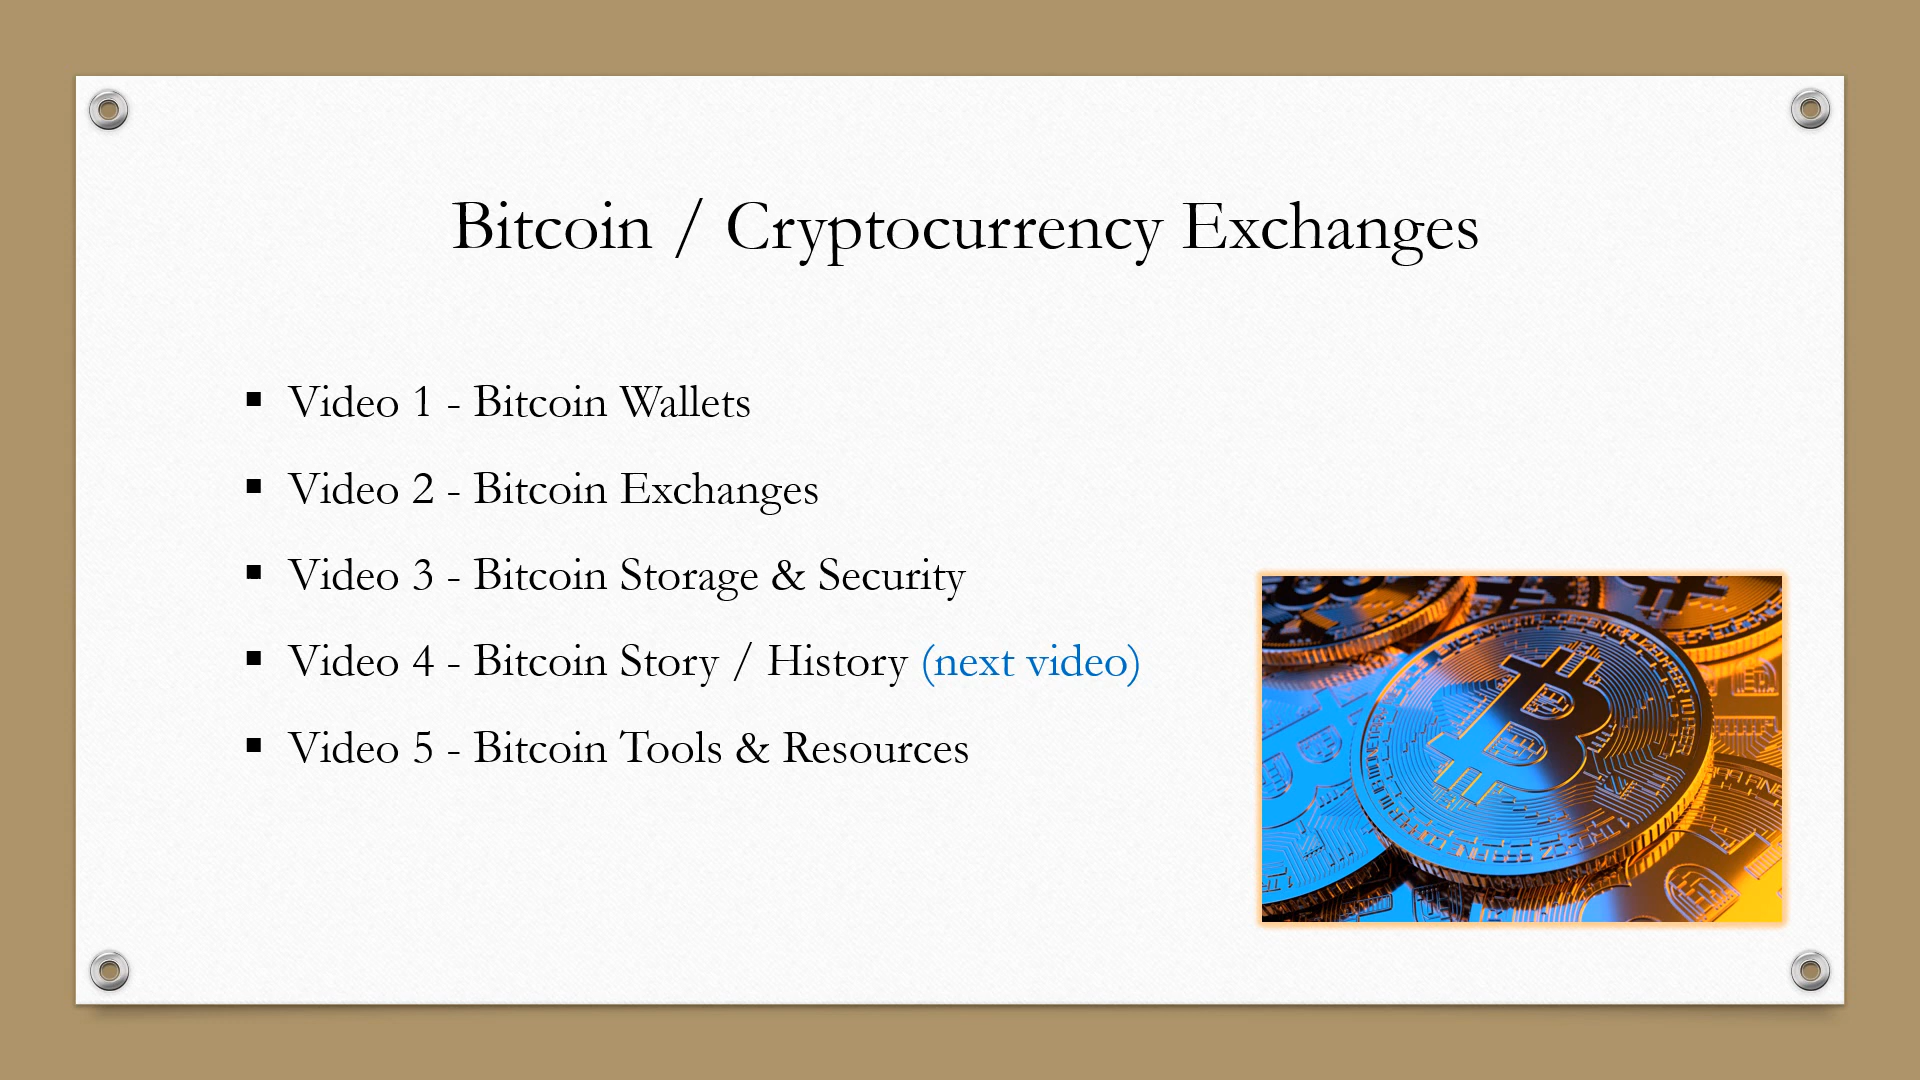 Bitcoin / Cryptocurrency Exchanges
▪ Video 1 - Bitcoin Wallets
▪ Video 2 - Bitcoin Exchanges
▪ Video 3 - Bitcoin Storage & Security
▪ Video 4 - Bitcoin Story / History (next video)
▪ Video 5 - Bitcoin Tools & Resources